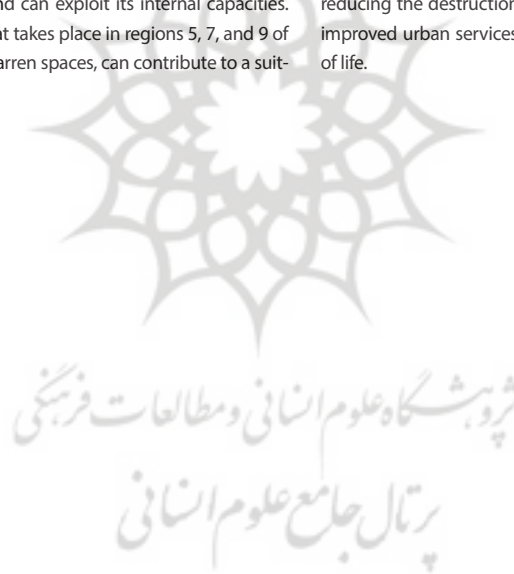 nd can exploit its internal capacities.
at takes place in regions 5, 7, and 9 of
arren spaces, can contribute to a suit-
reducing the destruction
improved urban services
of life.
پژوهشگاه علوم انسانی و مطالعات فرهنگی
پرتال جامع علوم انسانی